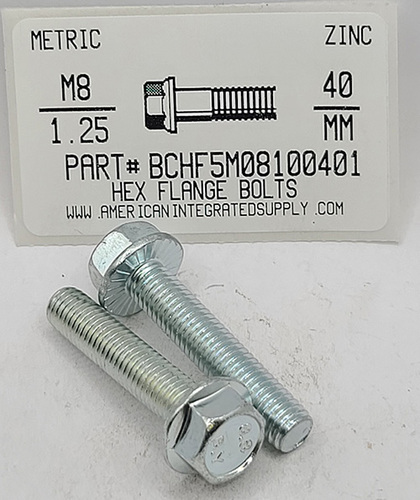 METRIC ZINC
M8 40
1.25 MM
PART# BCHF5M08100401
HEX FLANGE BOLTS
WWW.AMERICANINTEGRATEDSUPPLY.COM